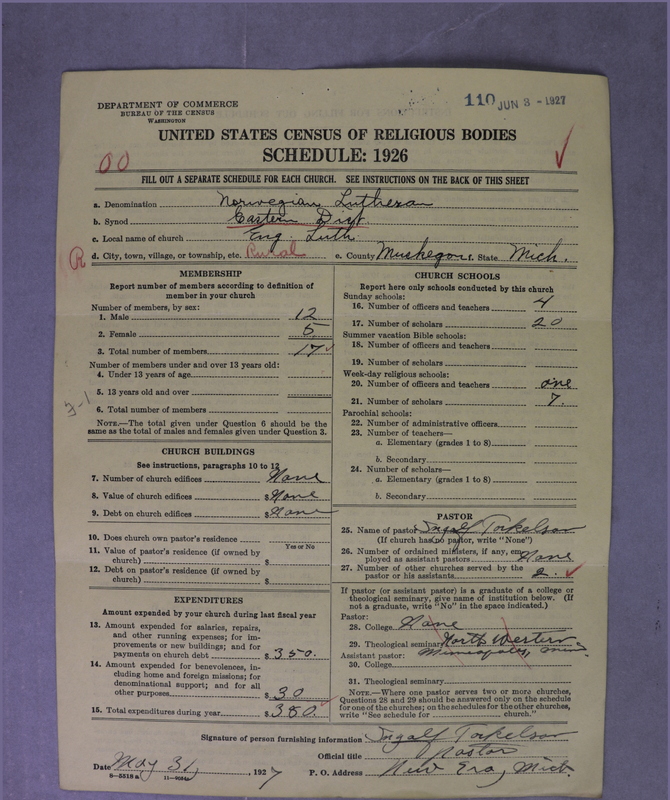 DEPARTMENT OF COMMERCE
BUREAU OF THE CENSUS
WASHINGTON
110 JUN 3 - 1927
UNITED STATES CENSUS OF RELIGIOUS BODIES
SCHEDULE: 1926
00 ✓
FILL OUT A SEPARATE SCHEDULE FOR EACH CHURCH. SEE INSTRUCTIONS ON THE BACK OF THIS SHEET
a. Denomination Norwegian Lutheran
b. Synod Eastern Dist.
c. Local name of church Eng. Luth
R d. City, town, village, or township, etc. Rural e. County Muskegon f. State Mich.
MEMBERSHIP
Report number of members according to definition of
member in your church
Number of members, by sex:
1. Male 12
2. Female 5
3. Total number of members 17 ✓
Number of members under and over 13 years old:
4. Under 13 years of age
5. 13 years old and over
6. Total number of members
NOTE.—The total given under Question 6 should be the
same as the total of males and females given under Question 3.
CHURCH BUILDINGS
See instructions, paragraphs 10 to 12
7. Number of church edifices None
8. Value of church edifices $ None
9. Debt on church edifices $ None
10. Does church own pastor's residence
Yes or No
11. Value of pastor's residence (if owned by
church) $
12. Debt on pastor's residence (if owned by
church) $
EXPENDITURES
Amount expended by your church during last fiscal year
13. Amount expended for salaries, repairs,
and other running expenses; for im-
provements or new buildings; and for
payments on church debt $ 350.
14. Amount expended for benevolences, in-
cluding home and foreign missions; for
denominational support; and for all
other purposes $ 30
15. Total expenditures during year $ 380. ✓
CHURCH SCHOOLS
Report here only schools conducted by this church
Sunday schools:
16. Number of officers and teachers 4
17. Number of scholars 20
Summer vacation Bible schools:
18. Number of officers and teachers
19. Number of scholars
Week-day religious schools:
20. Number of officers and teachers one
21. Number of scholars 7.
Parochial schools:
22. Number of administrative officers
23. Number of teachers—
a. Elementary (grades 1 to 8)
b. Secondary
24. Number of scholars—
a. Elementary (grades 1 to 8)
b. Secondary
PASTOR
25. Name of pastor Ingalf Torkelson
(If church has no pastor, write "None")
26. Number of ordained ministers, if any, em-
ployed as assistant pastors None
27. Number of other churches served by the
pastor or his assistants 2. ✓
If pastor (or assistant pastor) is a graduate of a college or
theological seminary, give name of institution below. (If
not a graduate, write "No" in the space indicated.)
Pastor:
28. College None
29. Theological seminary North Western
Assistant pastor: Minneapolis, Minn.
30. College
31. Theological seminary
NOTE.—Where one pastor serves two or more churches,
Questions 28 and 29 should be answered only on the schedule
for one of the churches; on the schedules for the other churches,
write "See schedule for church."
Signature of person furnishing information Ingalf Torkelson
Official title Pastor
Date May 31, 1927 P. O. Address New Era, Mich.
8—5518 a